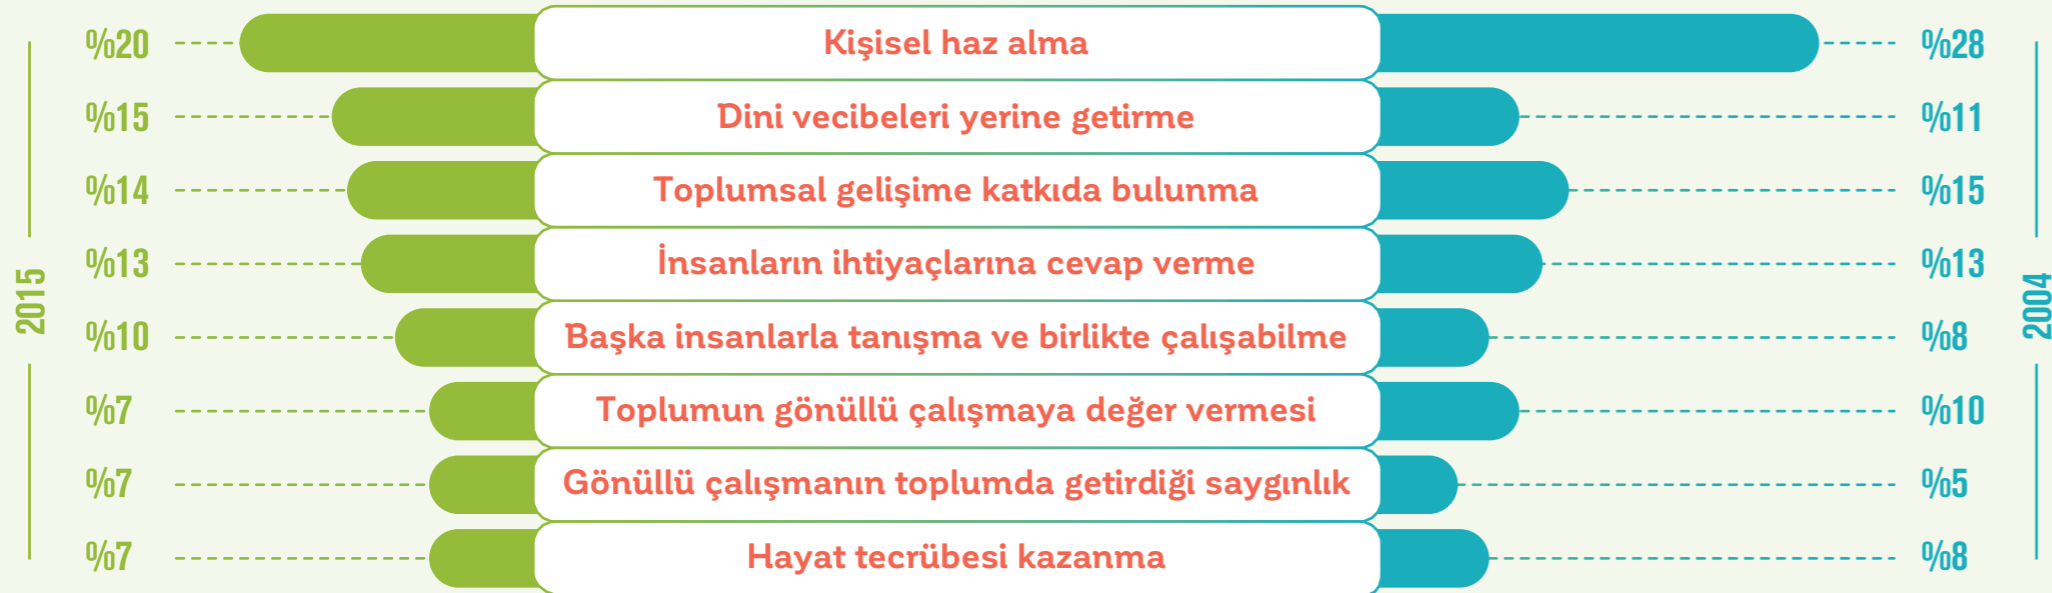 %20 Kişisel haz alma %28
%15 Dini vecibeleri yerine getirme %11
%14 Toplumsal gelişime katkıda bulunma %15
%13 İnsanların ihtiyaçlarına cevap verme %13
%10 Başka insanlarla tanışma ve birlikte çalışabilme %8
%7 Toplumun gönüllü çalışmaya değer vermesi %10
%7 Gönüllü çalışmanın toplumda getirdiği saygınlık %5
%7 Hayat tecrübesi kazanma %8
2015
2004